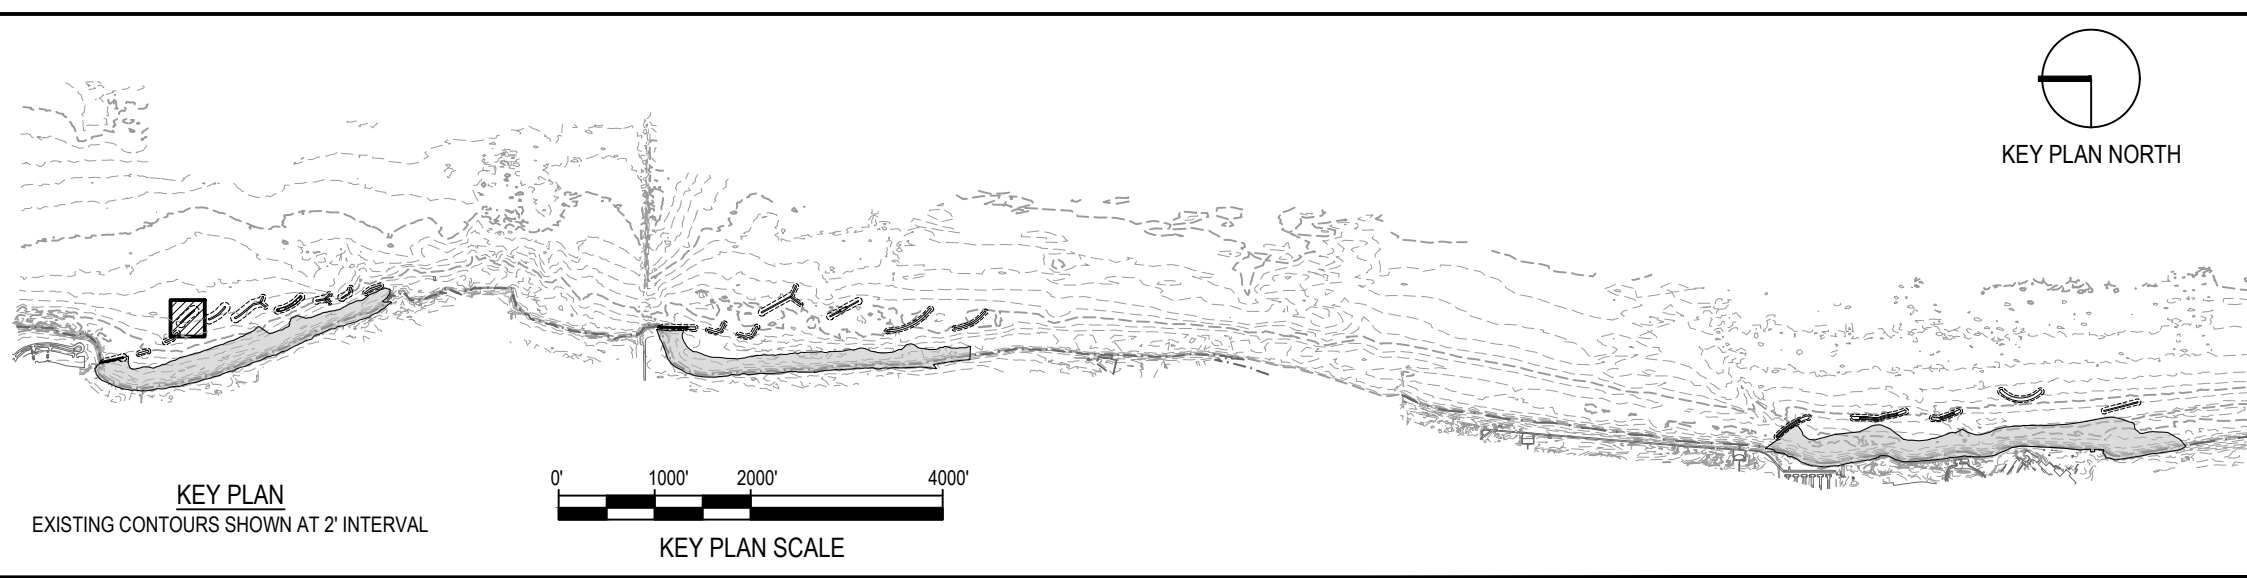 KEY PLAN NORTH
0' 1000' 2000' 4000'
KEY PLAN
EXISTING CONTOURS SHOWN AT 2' INTERVAL
KEY PLAN SCALE